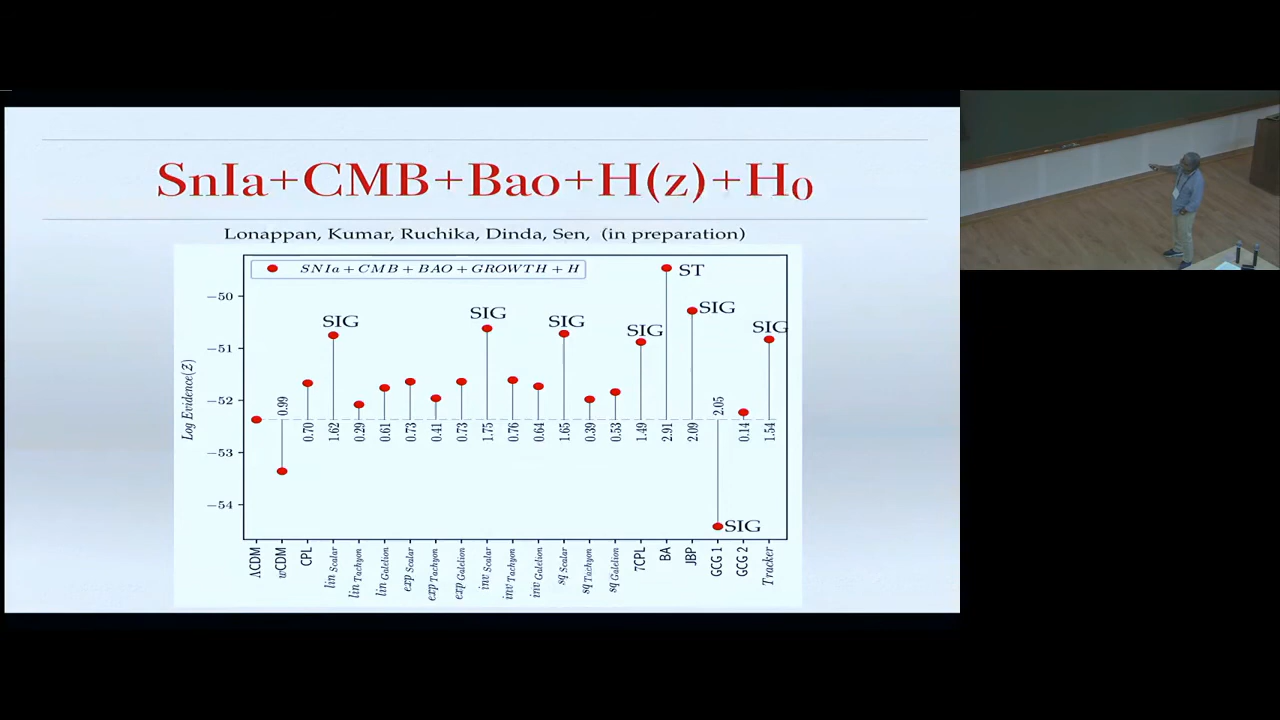 SnIa+CMB+Bao+H(z)+H₀
Lonappan, Kumar, Ruchika, Dinda, Sen, (in preparation)
SNIa + CMB + BAO + GROWTH + H
Log Evidence(Z)
−50
−51
−52
−53
−54
SIG
SIG
SIG
SIG
ST
SIG
SIG
SIG
0.99
0.70
1.62
0.29
0.61
0.73
0.41
0.73
1.75
0.76
0.64
1.65
0.39
0.53
1.49
2.91
2.09
2.05
0.14
1.54
ΛCDM
wCDM
CPL
lin Scalar
lin Tachyon
lin Galelion
exp Scalar
exp Tachyon
exp Galelion
inv Scalar
inv Tachyon
inv Galelion
sq Scalar
sq Tachyon
sq Galelion
7CPL
BA
JBP
GCG 1
GCG 2
Tracker